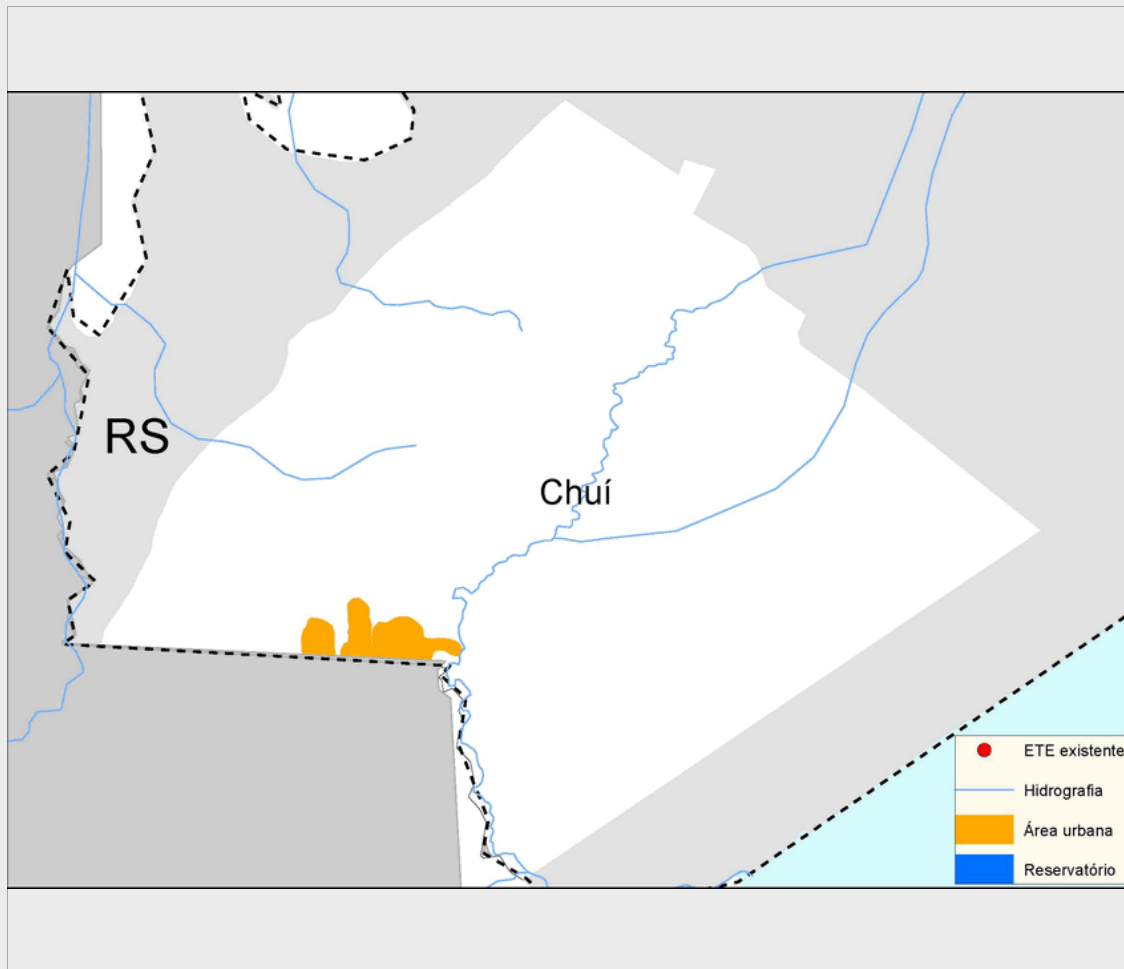 RS
Chuí
ETE existente
Hidrografia
Área urbana
Reservatório